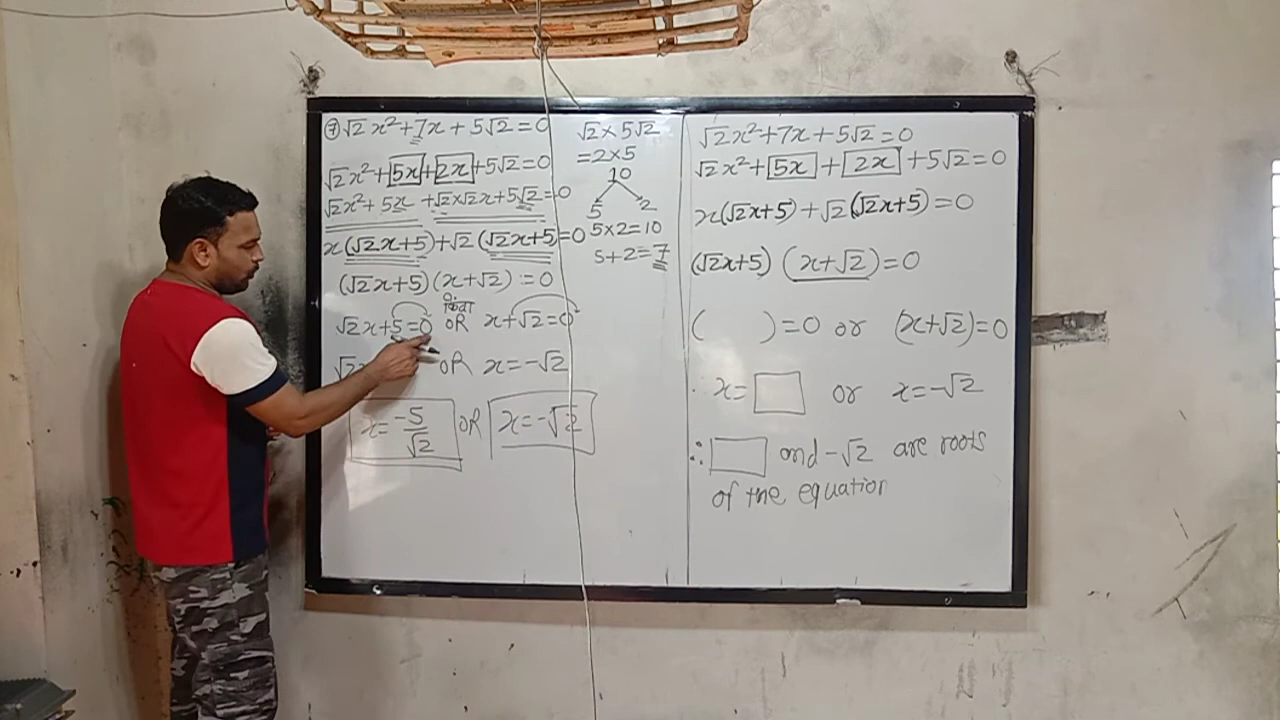 ⑦ √2 x² + 7x + 5√2 = 0
√2x² + 5x + 2x + 5√2 = 0
√2x² + 5x + √2×√2x + 5√2 = 0
x(√2x+5) + √2 (√2x+5) = 0
(√2x+5)(x+√2) = 0
किंवा
√2x+5=0 OR x+√2=0
OR x=-√2
x = -5/√2 OR x=-√2
√2 × 5√2
= 2×5
10
5 2
5×2=10
5+2=7
√2x²+7x+5√2=0
√2x²+ 5x + 2x +5√2=0
x(√2x+5)+√2(√2x+5)=0
(√2x+5) (x+√2)=0
( )=0 or (x+√2)=0
x= or x=-√2
∴ and -√2 are roots
of the equation